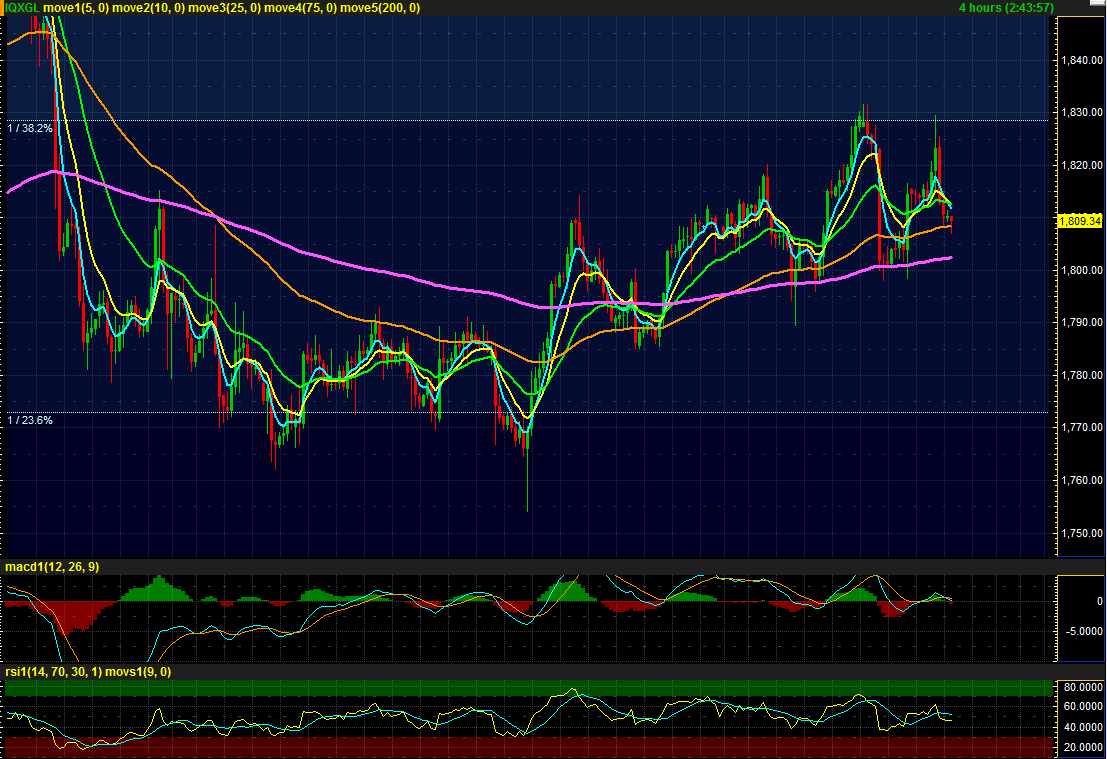 IQXGL move1(5, 0) move2(10, 0) move3(25, 0) move4(75, 0) move5(200, 0)
4 hours (2:43:57)
1,840.00
1,830.00
1 / 38.2%
1,820.00
1,809.34
1,800.00
1,790.00
1,780.00
1 / 23.6%
1,770.00
1,760.00
1,750.00
macd1(12, 26, 9)
0
-5.0000
rsi1(14, 70, 30, 1) movs1(9, 0)
80.0000
60.0000
40.0000
20.0000